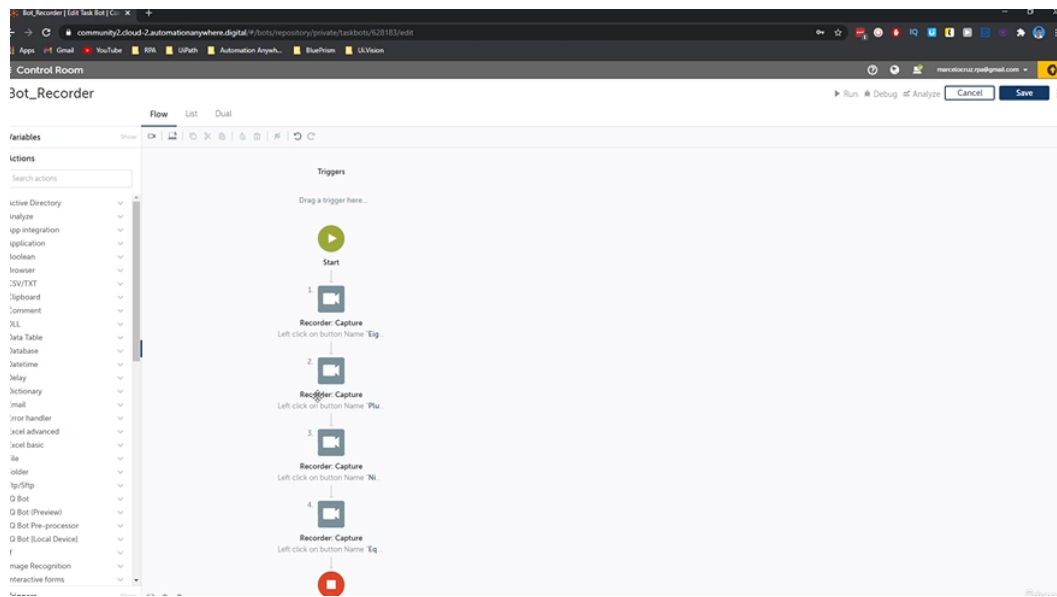 Bot_Recorder | Edit Task Bot | Co
community2.cloud-2.automationanywhere.digital/#/bots/repository/private/taskbots/628183/edit
Apps Gmail YouTube RPA UiPath Automation Anywh... BluePrism Ui.Vision
Control Room
marcelocruz.rpa@gmail.com
Bot_Recorder
Run Debug Analyze Cancel Save
Flow List Dual
Variables Show
Actions
Search actions
Active Directory
Analyze
App integration
Application
Boolean
Browser
CSV/TXT
Clipboard
Comment
DLL
Data Table
Database
Datetime
Delay
Dictionary
Email
Error handler
Excel advanced
Excel basic
File
Folder
ftp/Sftp
Q Bot
Q Bot (Preview)
Q Bot Pre-processor
Q Bot [Local Device]
f
mage Recognition
nteractive forms
Triggers
Drag a trigger here...
Start
1.
Recorder: Capture
Left click on button Name "Eig...
2.
Recorder: Capture
Left click on button Name "Plu...
3.
Recorder: Capture
Left click on button Name "Ni...
4.
Recorder: Capture
Left click on button Name "Eq...